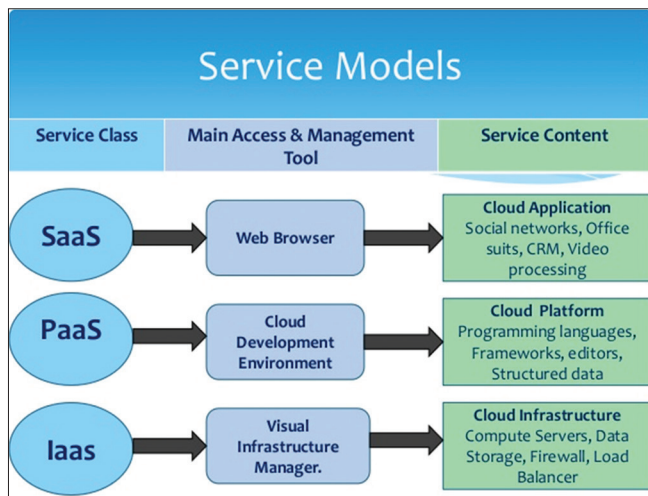 Service Models
Service Class
Main Access & Management
Tool
Service Content
SaaS
Web Browser
Cloud Application
Social networks, Office
suits, CRM, Video
processing
PaaS
Cloud
Development
Environment
Cloud Platform
Programming languages,
Frameworks, editors,
Structured data
Iaas
Visual
Infrastructure
Manager.
Cloud Infrastructure
Compute Servers, Data
Storage, Firewall, Load
Balancer